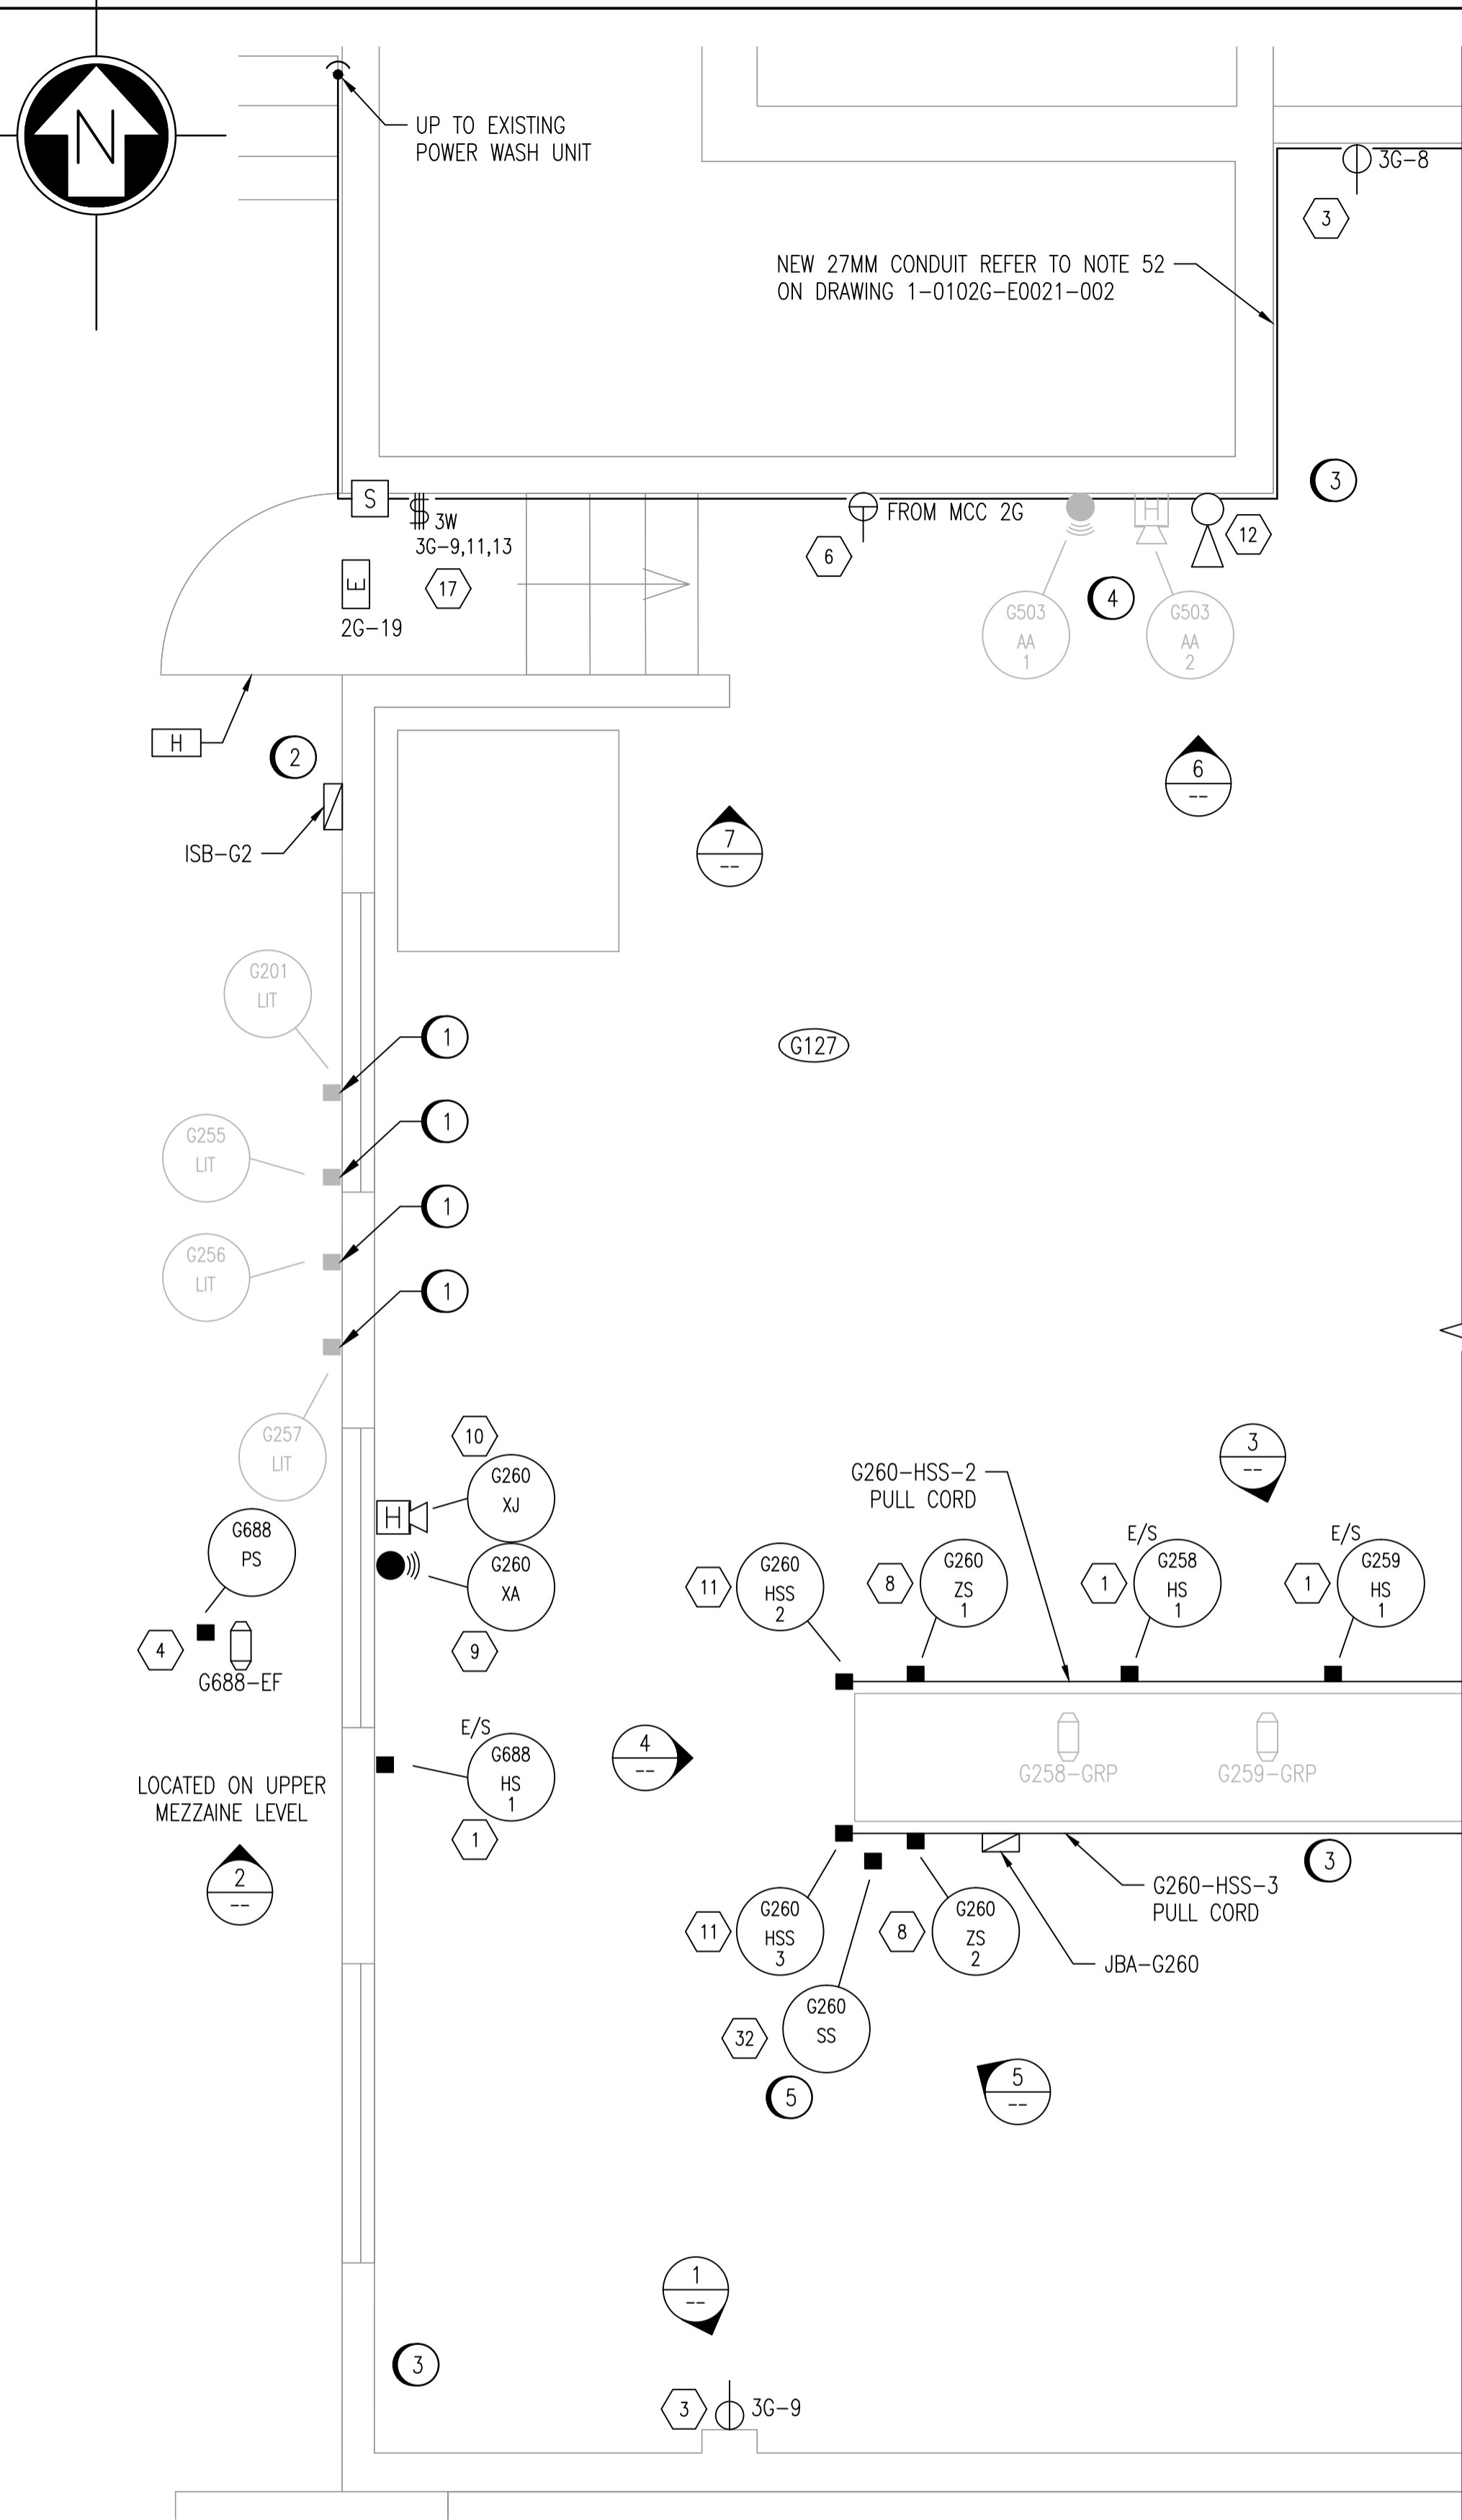 N
UP TO EXISTING
POWER WASH UNIT
3G-8
3
NEW 27MM CONDUIT REFER TO NOTE 52
ON DRAWING 1-0102G-E0021-002
3
S
$ 3W
3G-9,11,13
17
E
2G-19
FROM MCC 2G
6
H
12
G503
AA
1
4
G503
AA
2
H
2
ISB-G2
6
--
7
--
G201
LIT
1
G127
G255
LIT
1
G256
LIT
1
1
G257
LIT
10
G260
XJ
H
G260
XA
9
G688
PS
4
G688-EF
G260-HSS-2
PULL CORD
3
--
11
G260
HSS
2
8
G260
ZS
1
E/S
1
G258
HS
1
E/S
1
G259
HS
1
E/S
G688
HS
1
1
4
--
G258-GRP
G259-GRP
LOCATED ON UPPER
MEZZAINE LEVEL
2
--
3
G260-HSS-3
PULL CORD
11
G260
HSS
3
8
G260
ZS
2
JBA-G260
32
G260
SS
5
5
--
1
--
3
3
3G-9